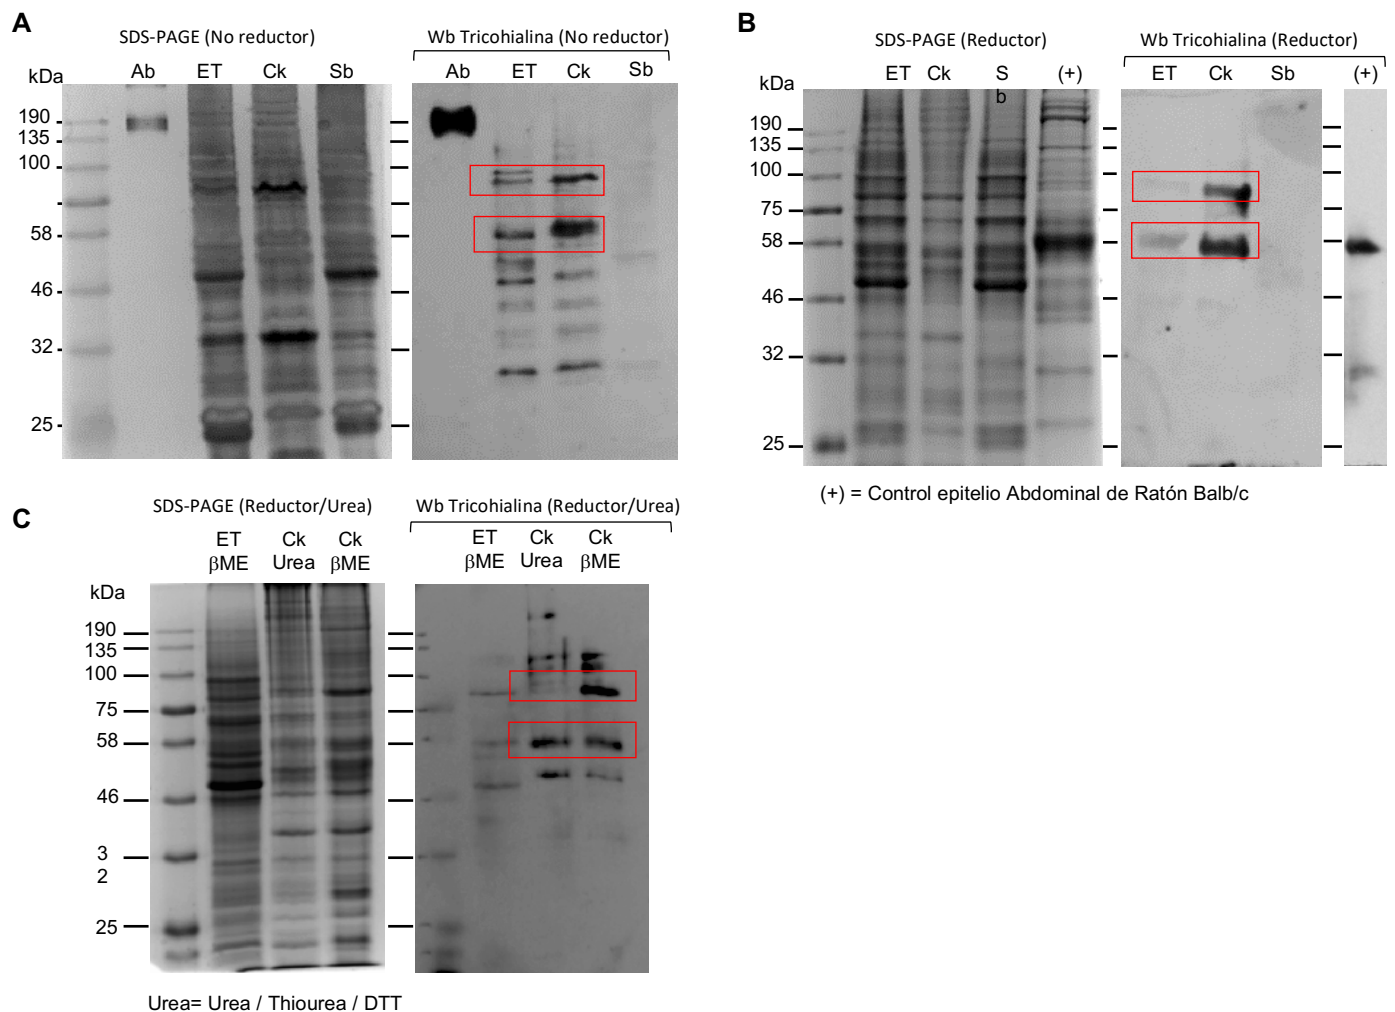 A
SDS-PAGE (No reductor)
Wb Tricohialina (No reductor)
kDa
Ab ET Ck Sb
Ab ET Ck Sb
190
135
100
58
46
32
25
B
SDS-PAGE (Reductor)
Wb Tricohialina (Reductor)
kDa
ET Ck S (+)
b
ET Ck Sb (+)
190
135
100
75
58
46
32
25
(+) = Control epitelio Abdominal de Ratón Balb/c
C
SDS-PAGE (Reductor/Urea)
Wb Tricohialina (Reductor/Urea)
ET Ck Ck
βME Urea βME
ET Ck Ck
βME Urea βME
kDa
190
135
100
75
58
46
3
2
25
Urea= Urea / Thiourea / DTT